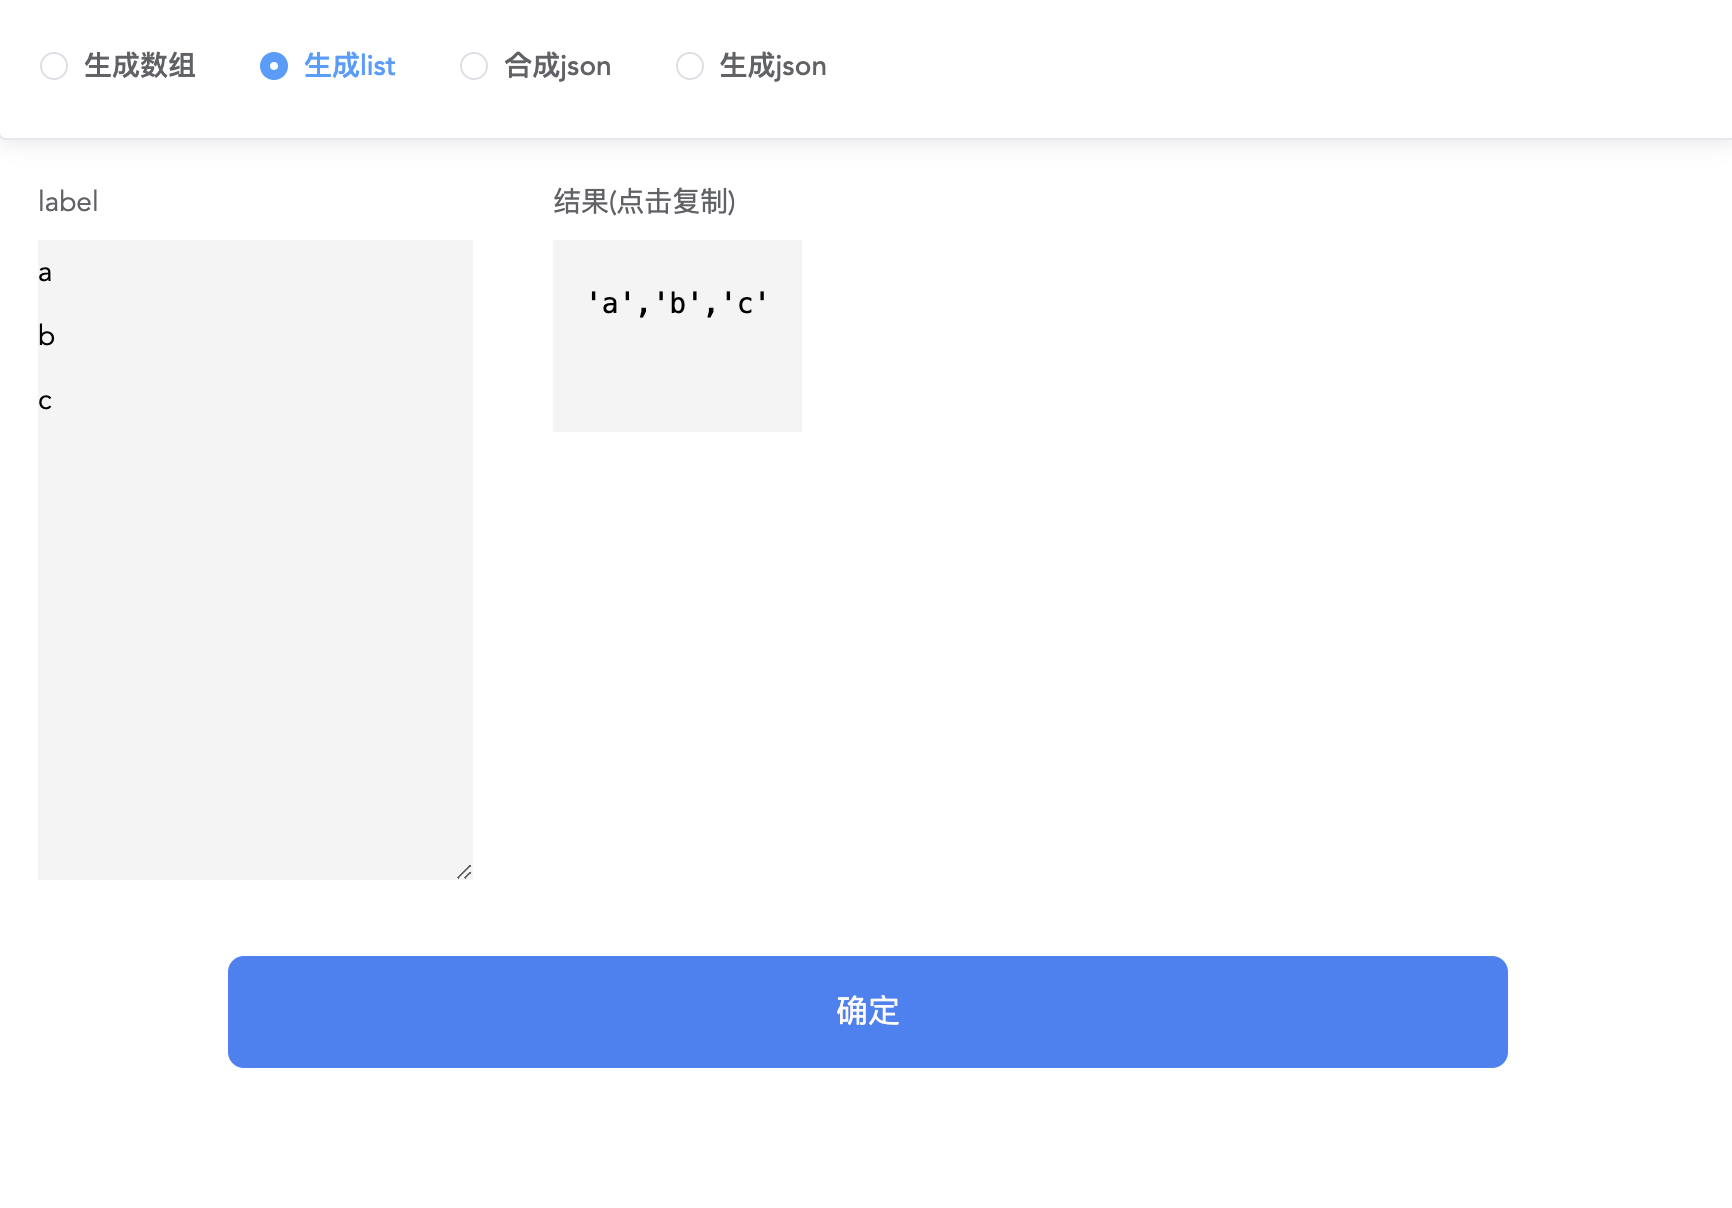 生成数组 生成list 合成json 生成json
label
a
b
c
结果(点击复制)
'a','b','c'
确定